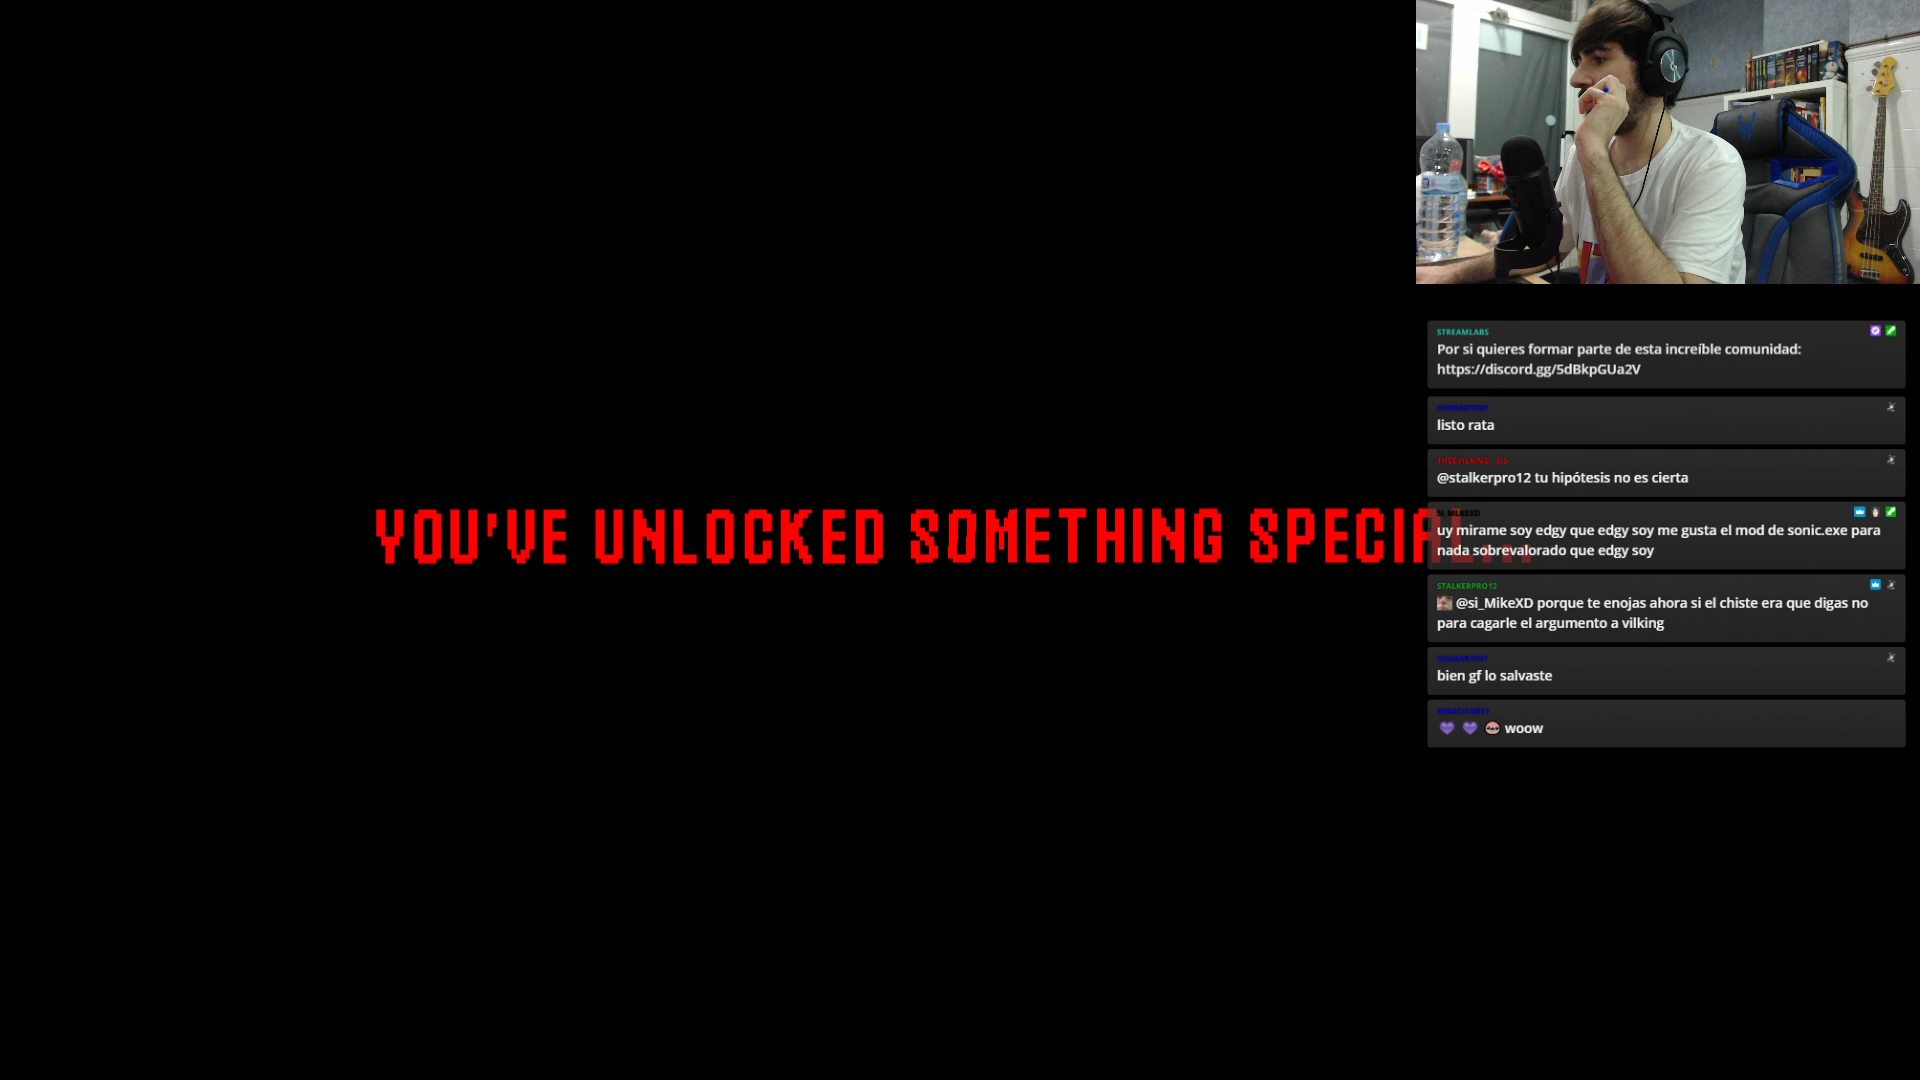 YOU'VE UNLOCKED SOMETHING SPECIAL...
STREAMLABS
Por si quieres formar parte de esta increíble comunidad:
https://discord.gg/5dBkpGUa2V
listo rata
@stalkerpro12 tu hipótesis no es cierta
SI_MIKEXD
uy mirame soy edgy que edgy soy me gusta el mod de sonic.exe para
nada sobrevalorado que edgy soy
STALKERPRO12
@si_MikeXD porque te enojas ahora si el chiste era que digas no
para cagarle el argumento a vilking
bien gf lo salvaste
woow